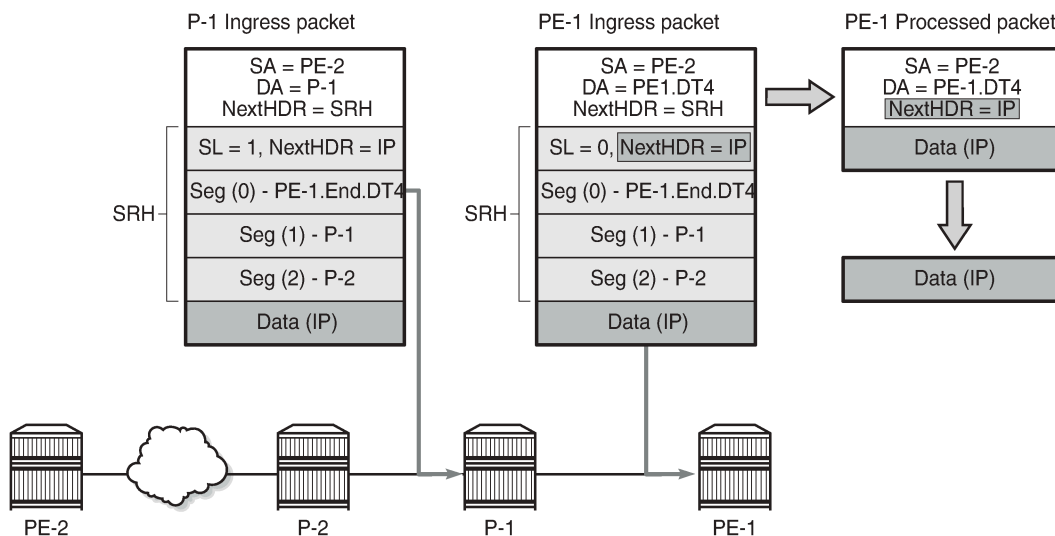 P-1 Ingress packet
SA = PE-2
DA = P-1
NextHDR = SRH
SL = 1, NextHDR = IP
Seg (0) - PE-1.End.DT4
Seg (1) - P-1
Seg (2) - P-2
Data (IP)
SRH
PE-1 Ingress packet
SA = PE-2
DA = PE1.DT4
NextHDR = SRH
SL = 0, NextHDR = IP
Seg (0) - PE-1.End.DT4
Seg (1) - P-1
Seg (2) - P-2
Data (IP)
SRH
PE-1 Processed packet
SA = PE-2
DA = PE-1.DT4
NextHDR = IP
Data (IP)
Data (IP)
PE-2
P-2
P-1
PE-1